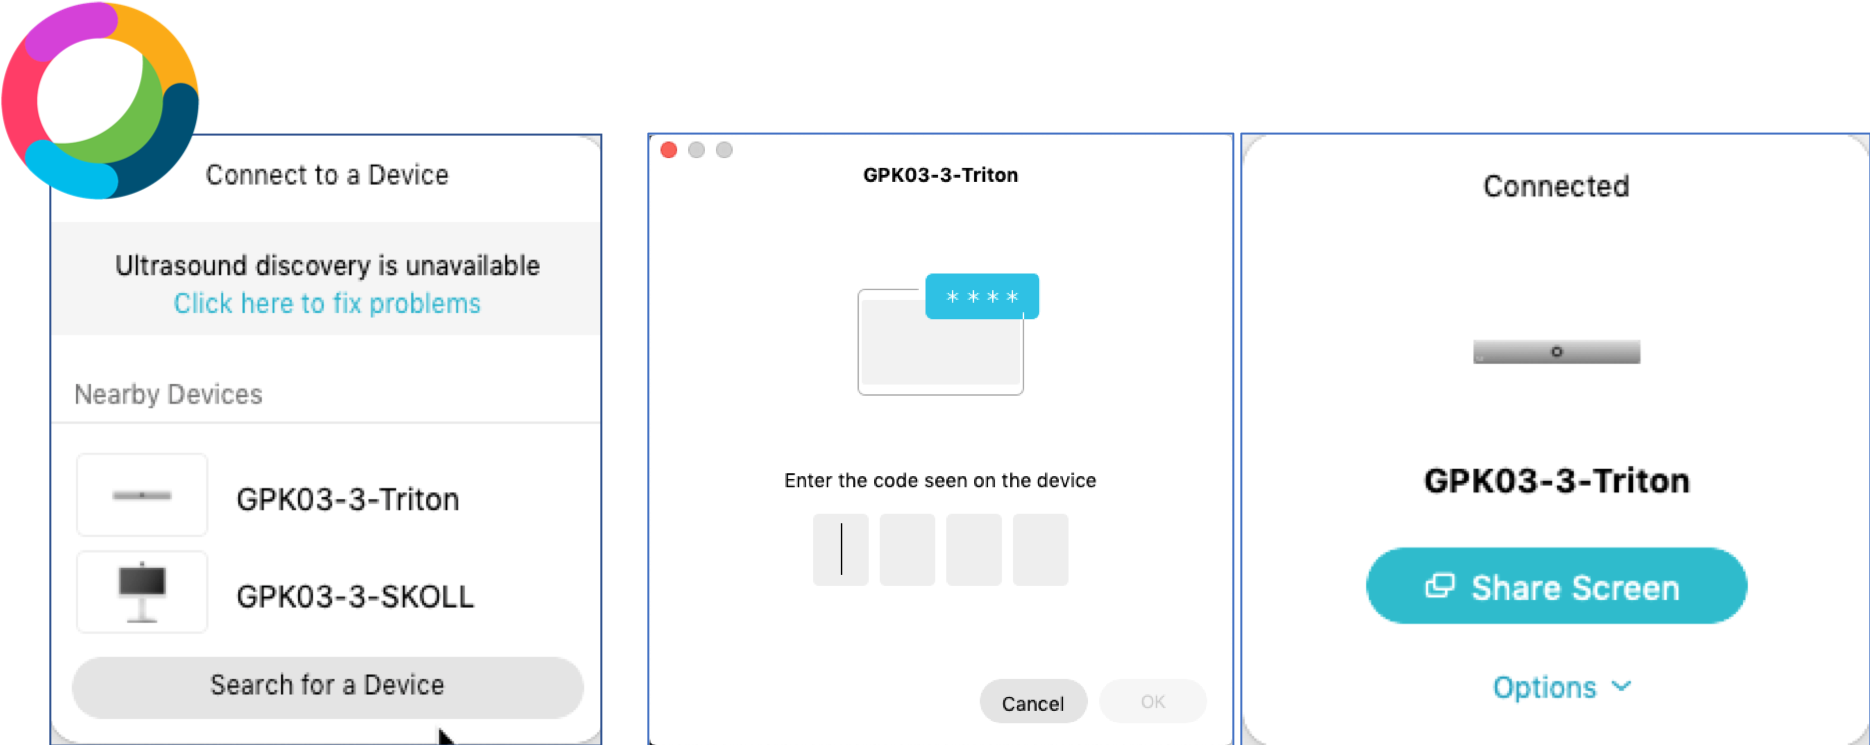 Connect to a Device
Ultrasound discovery is unavailable
Click here to fix problems
Nearby Devices
GPK03-3-Triton
GPK03-3-SKOLL
Search for a Device
GPK03-3-Triton
****
Enter the code seen on the device
Cancel
OK
Connected
GPK03-3-Triton
Share Screen
Options